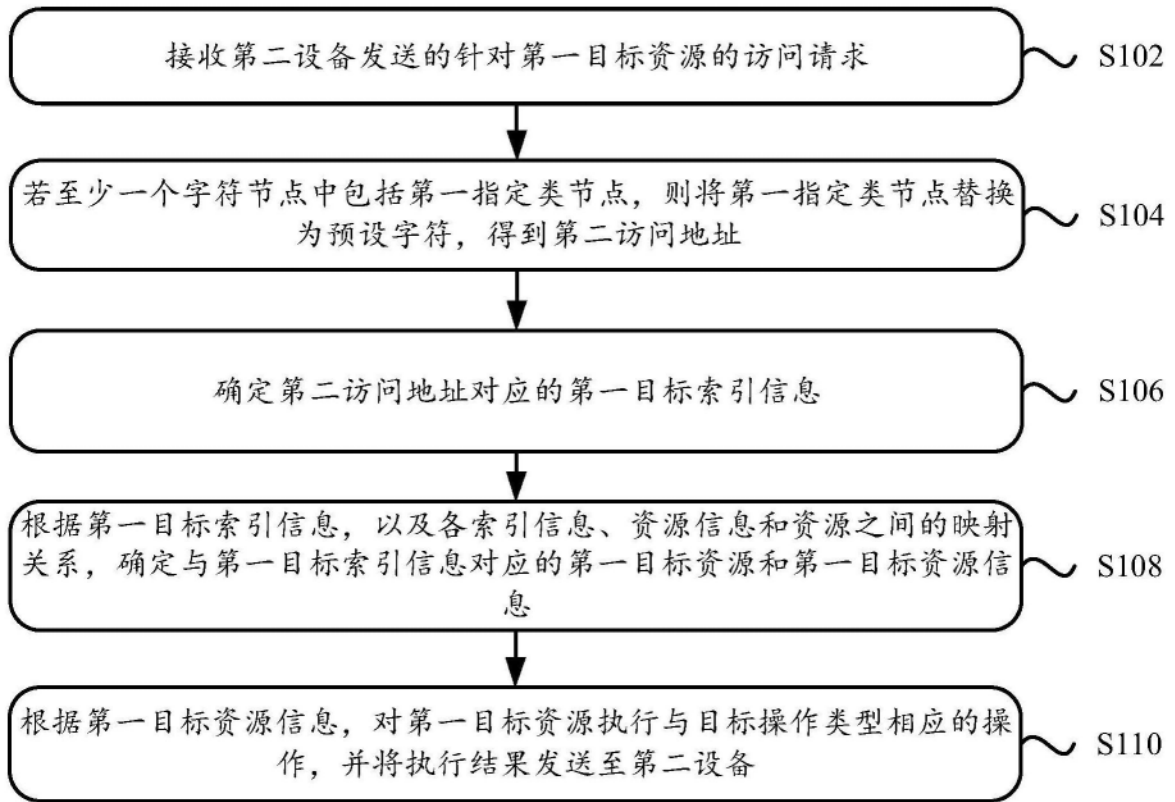 接收第二设备发送的针对第一目标资源的访问请求
S102
若至少一个字符节点中包括第一指定类节点，则将第一指定类节点替换
为预设字符，得到第二访问地址
S104
确定第二访问地址对应的第一目标索引信息
S106
根据第一目标索引信息，以及各索引信息、资源信息和资源之间的映射
关系，确定与第一目标索引信息对应的第一目标资源和第一目标资源信
息
S108
根据第一目标资源信息，对第一目标资源执行与目标操作类型相应的操
作，并将执行结果发送至第二设备
S110